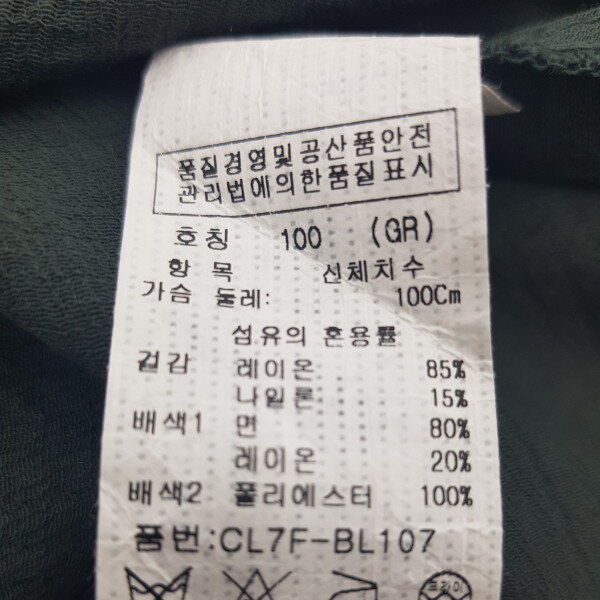 품질경영및공산품안전
관리법에의한품질표시
호칭 100 (GR)
항 목 신체치수
가슴 둘레: 100Cm
섬유의 혼용률
겉감 레이온 85%
나일론 15%
배색1 면 80%
레이온 20%
배색2 폴리에스터 100%
품번:CL7F-BL107
드라이